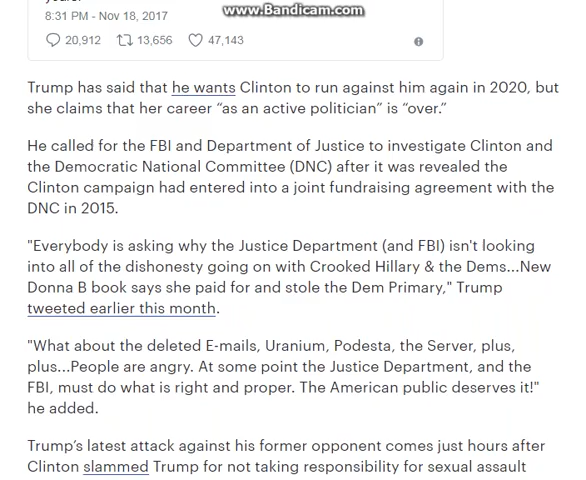 www.Bandicam.com
8:31 PM - Nov 18, 2017
20,912 13,656 47,143
Trump has said that he wants Clinton to run against him again in 2020, but
she claims that her career “as an active politician” is “over.”
He called for the FBI and Department of Justice to investigate Clinton and
the Democratic National Committee (DNC) after it was revealed the
Clinton campaign had entered into a joint fundraising agreement with the
DNC in 2015.
"Everybody is asking why the Justice Department (and FBI) isn't looking
into all of the dishonesty going on with Crooked Hillary & the Dems...New
Donna B book says she paid for and stole the Dem Primary," Trump
tweeted earlier this month.
"What about the deleted E-mails, Uranium, Podesta, the Server, plus,
plus...People are angry. At some point the Justice Department, and the
FBI, must do what is right and proper. The American public deserves it!"
he added.
Trump’s latest attack against his former opponent comes just hours after
Clinton slammed Trump for not taking responsibility for sexual assault